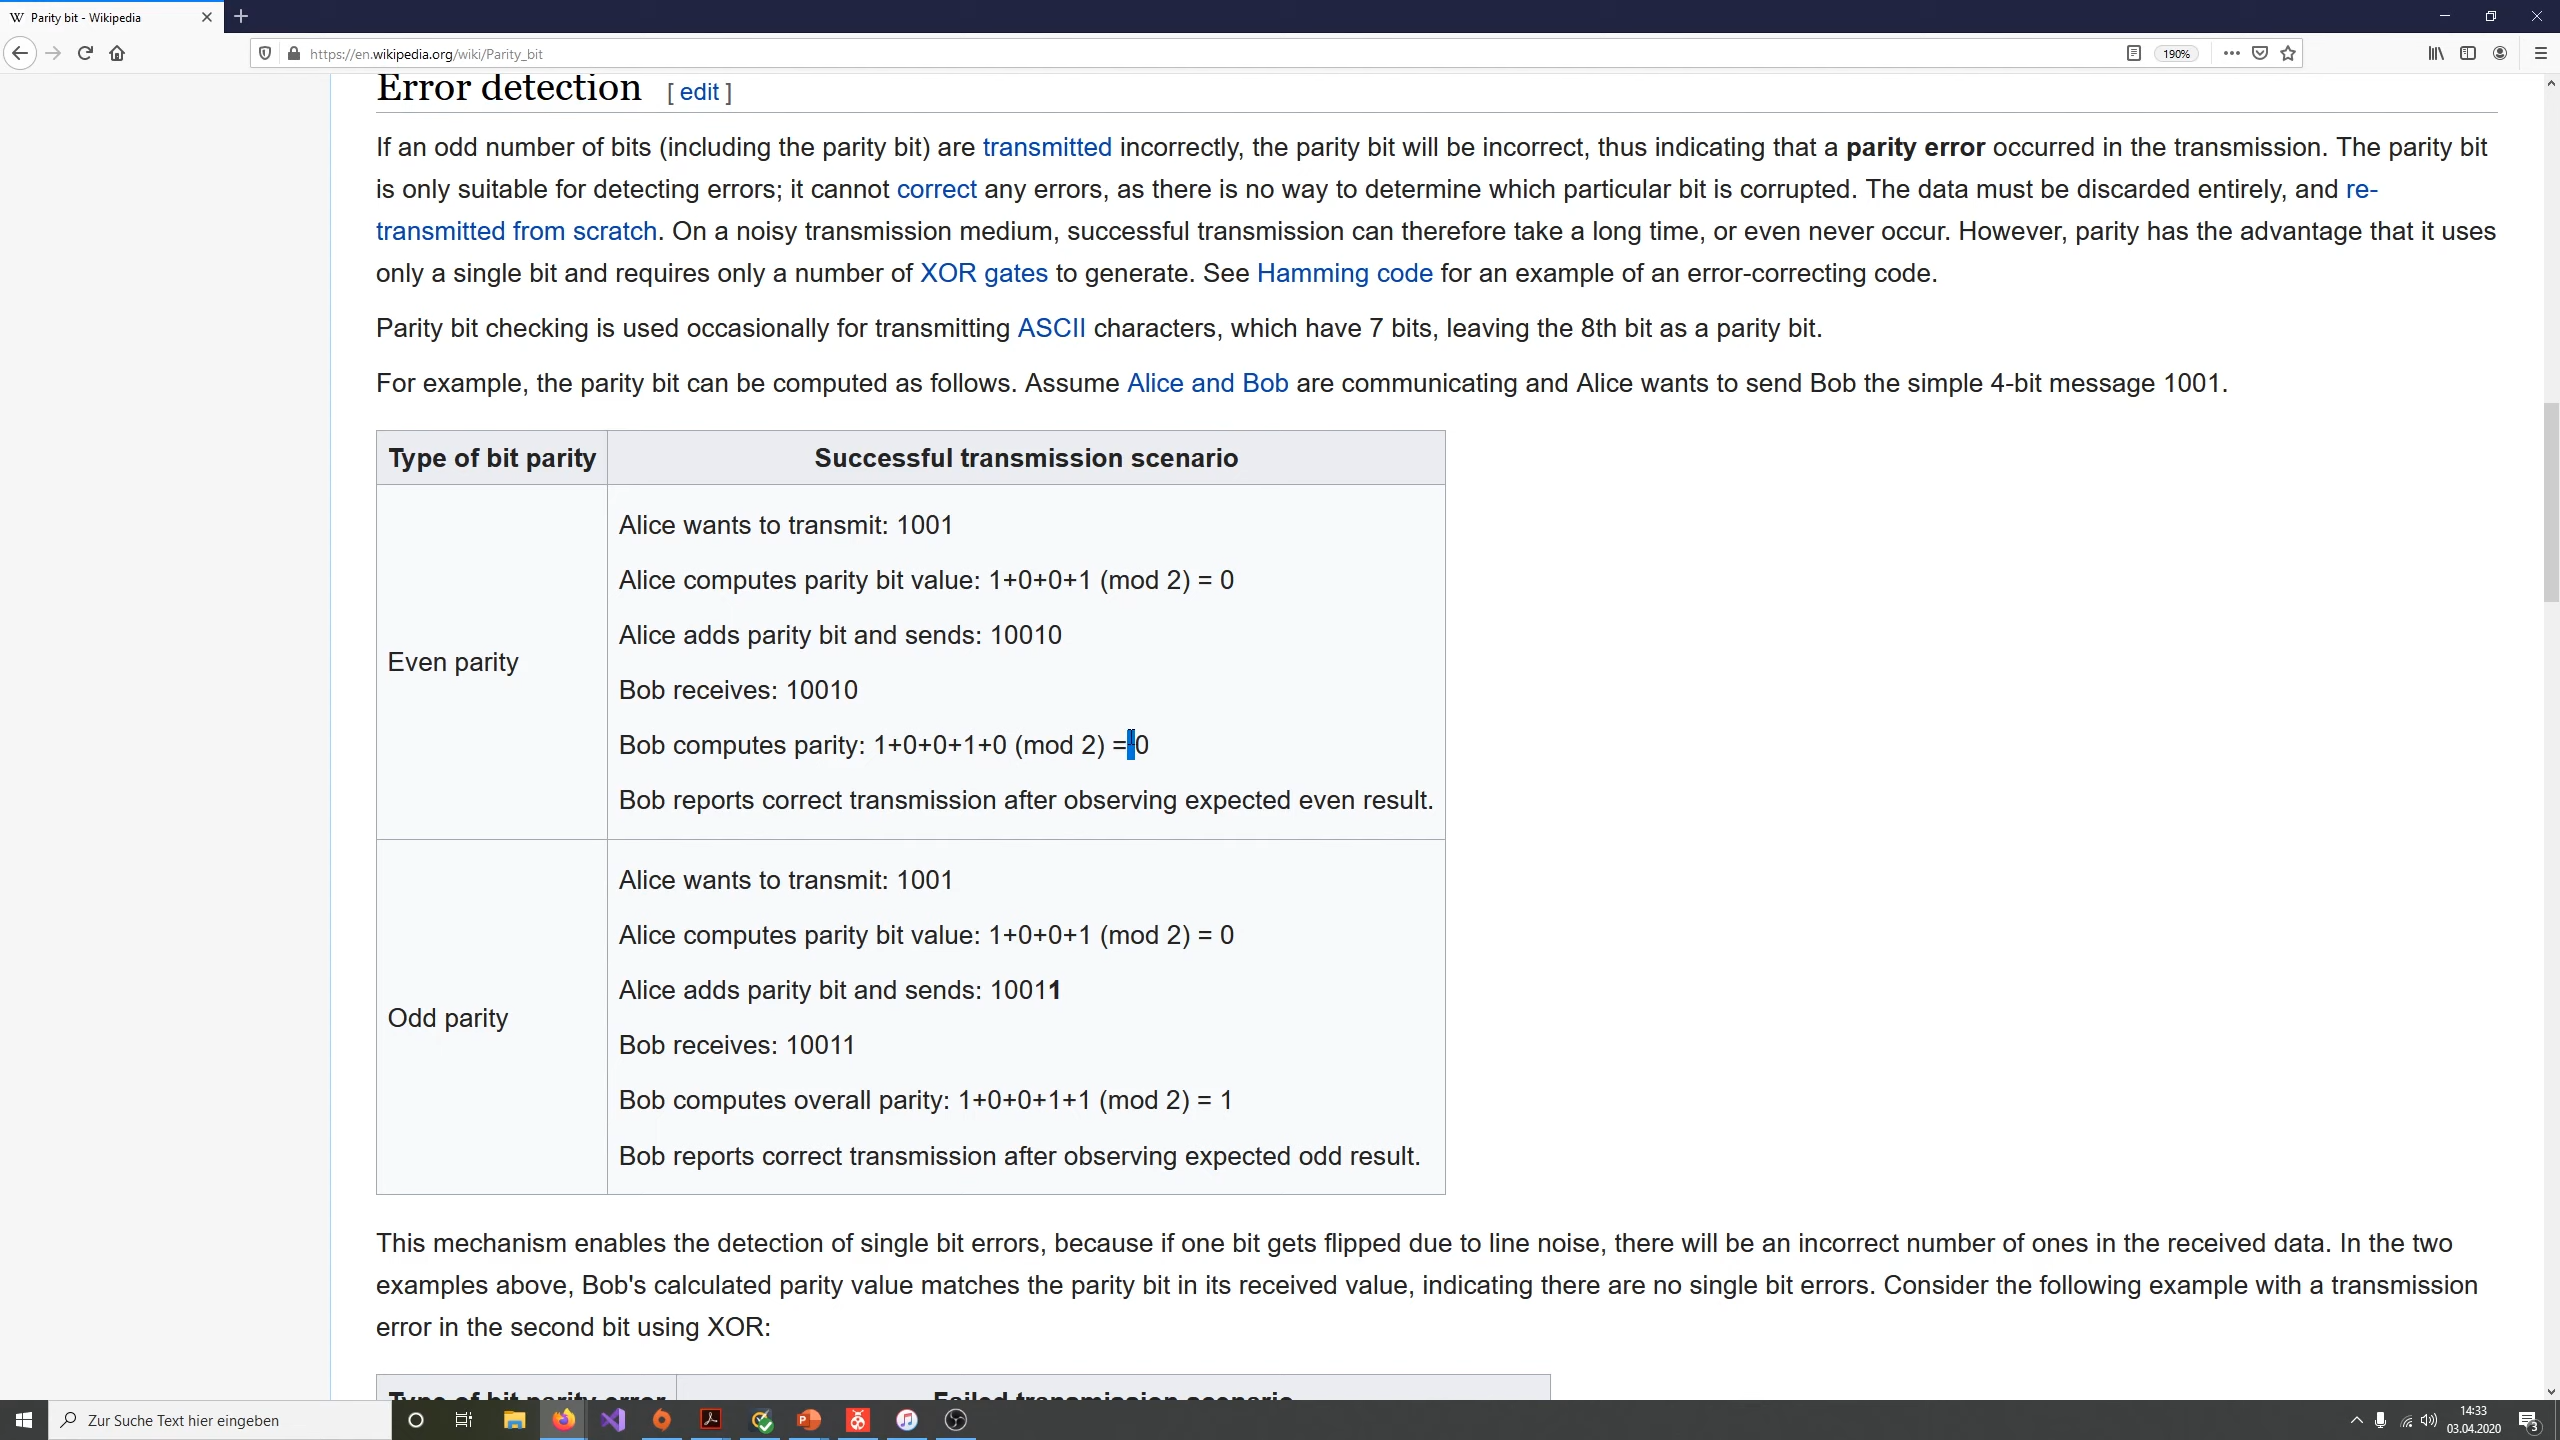 W Parity bit - Wikipedia
https://en.wikipedia.org/wiki/Parity_bit
190%
Error detection [ edit ]
If an odd number of bits (including the parity bit) are transmitted incorrectly, the parity bit will be incorrect, thus indicating that a parity error occurred in the transmission. The parity bit
is only suitable for detecting errors; it cannot correct any errors, as there is no way to determine which particular bit is corrupted. The data must be discarded entirely, and re-
transmitted from scratch. On a noisy transmission medium, successful transmission can therefore take a long time, or even never occur. However, parity has the advantage that it uses
only a single bit and requires only a number of XOR gates to generate. See Hamming code for an example of an error-correcting code.
Parity bit checking is used occasionally for transmitting ASCII characters, which have 7 bits, leaving the 8th bit as a parity bit.
For example, the parity bit can be computed as follows. Assume Alice and Bob are communicating and Alice wants to send Bob the simple 4-bit message 1001.
Type of bit parity Successful transmission scenario
Alice wants to transmit: 1001
Alice computes parity bit value: 1+0+0+1 (mod 2) = 0
Alice adds parity bit and sends: 10010
Even parity
Bob receives: 10010
Bob computes parity: 1+0+0+1+0 (mod 2) = 0
Bob reports correct transmission after observing expected even result.
Alice wants to transmit: 1001
Alice computes parity bit value: 1+0+0+1 (mod 2) = 0
Alice adds parity bit and sends: 10011
Odd parity
Bob receives: 10011
Bob computes overall parity: 1+0+0+1+1 (mod 2) = 1
Bob reports correct transmission after observing expected odd result.
This mechanism enables the detection of single bit errors, because if one bit gets flipped due to line noise, there will be an incorrect number of ones in the received data. In the two
examples above, Bob's calculated parity value matches the parity bit in its received value, indicating there are no single bit errors. Consider the following example with a transmission
error in the second bit using XOR:
Type of bit parity error Failed transmission scenario
Zur Suche Text hier eingeben
14:33
03.04.2020
3